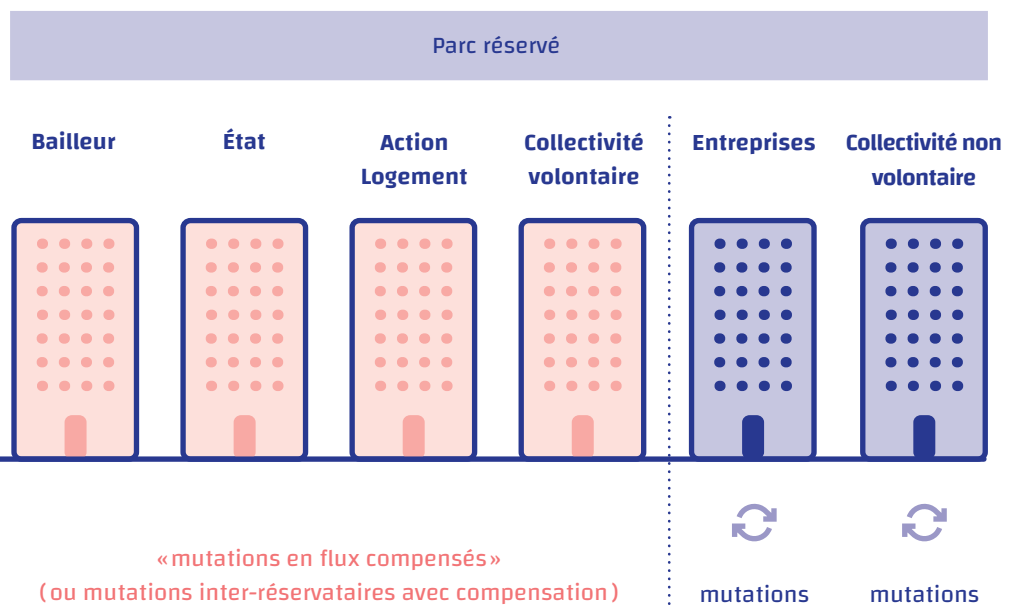 Parc réservé
Bailleur
État
Action
Logement
Collectivité
volontaire
Entreprises
Collectivité non
volontaire
«mutations en flux compensés»
(ou mutations inter-réservataires avec compensation)
mutations
mutations